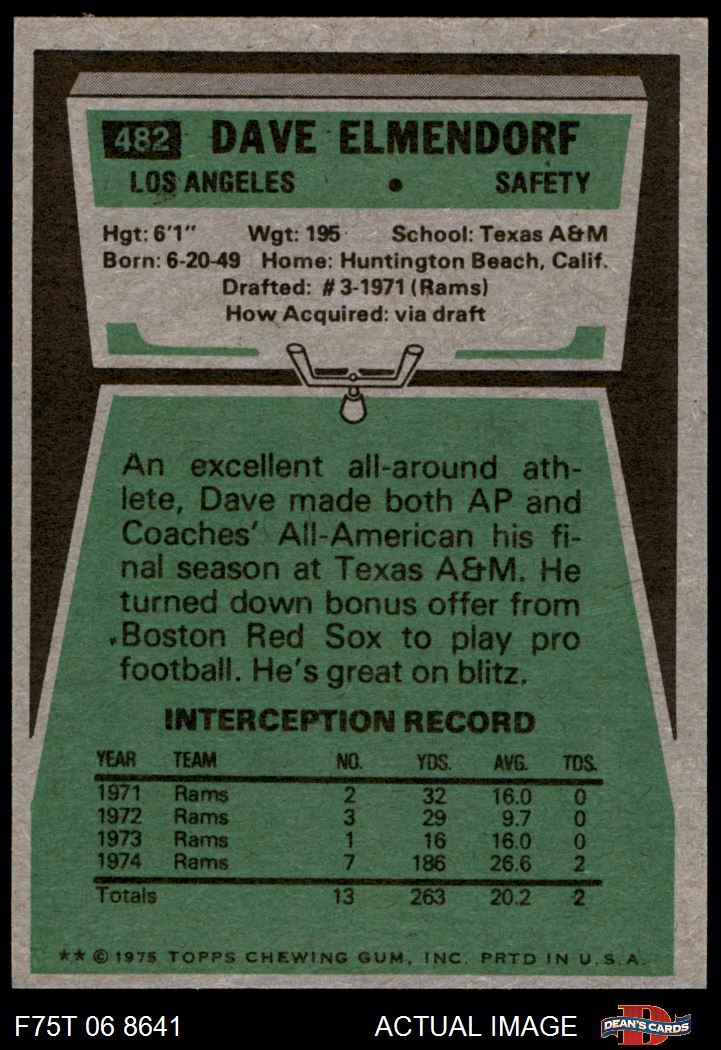 482 DAVE ELMENDORF
LOS ANGELES • SAFETY
Hgt: 6'1" Wgt: 195 School: Texas A&M
Born: 6-20-49 Home: Huntington Beach, Calif.
Drafted: #3-1971 (Rams)
How Acquired: via draft
An excellent all-around ath-
lete, Dave made both AP and
Coaches' All-American his fi-
nal season at Texas A&M. He
turned down bonus offer from
Boston Red Sox to play pro
football. He's great on blitz.
INTERCEPTION RECORD
YEAR TEAM NO. YDS. AVG. TDS.
1971 Rams 2 32 16.0 0
1972 Rams 3 29 9.7 0
1973 Rams 1 16 16.0 0
1974 Rams 7 186 26.6 2
Totals 13 263 20.2 2
** © 1975 TOPPS CHEWING GUM, INC. PRTD IN U.S.A.
F75T 06 8641 ACTUAL IMAGE D DEAN'S CARDS